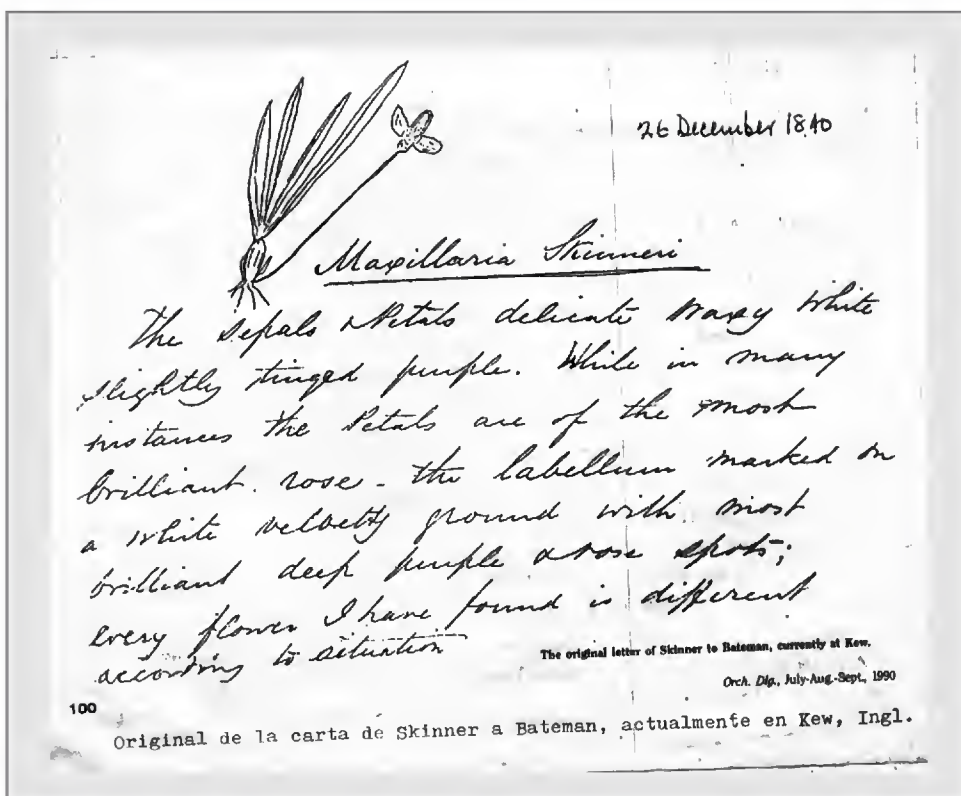 26 December 1840
Maxillaria Skinneri
The Sepals & Petals delicate waxy white
slightly tinged purple. While in many
instances the Petals are of the most
brilliant rose - the labellum marked on
a white velvetty ground with most
brilliant deep purple & rose spots;
every flower I have found is different
according to situation
The original letter of Skinner to Bateman, currently at Kew.
Orch. Dig., July-Aug.-Sept., 1990
100
Original de la carta de Skinner a Bateman, actualmente en Kew, Ingl.